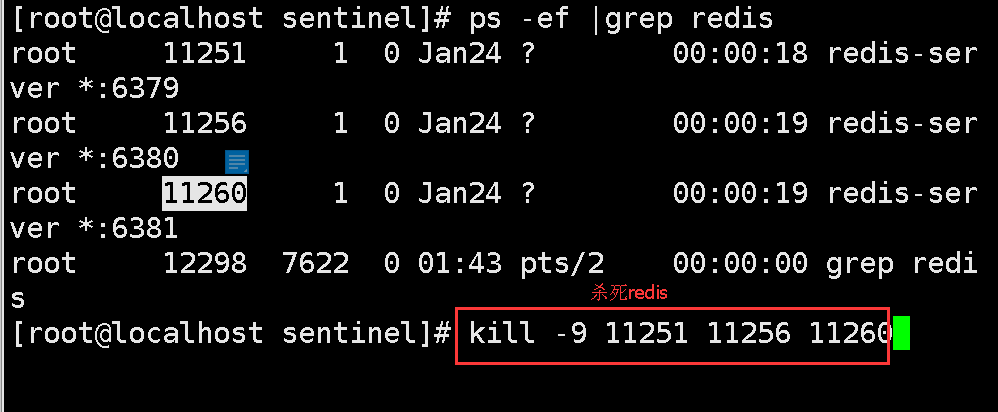 [root@localhost sentinel]# ps -ef |grep redis
root     11251     1  0 Jan24 ?        00:00:18 redis-ser
ver *:6379
root     11256     1  0 Jan24 ?        00:00:19 redis-ser
ver *:6380
root     11260     1  0 Jan24 ?        00:00:19 redis-ser
ver *:6381
root     12298  7622  0 01:43 pts/2    00:00:00 grep redi
s
杀死redis
[root@localhost sentinel]# kill -9 11251 11256 11260